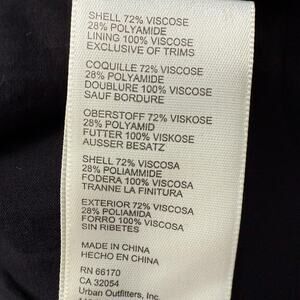 SHELL 72% VISCOSE
28% POLYAMIDE
LINING 100% VISCOSE
EXCLUSIVE OF TRIMS
COQUILLE 72% VISCOSE
28% POLYAMIDE
DOUBLURE 100% VISCOSE
SAUF BORDURE
OBERSTOFF 72% VISKOSE
28% POLYAMID
FUTTER 100% VISKOSE
AUSSER BESATZ
SHELL 72% VISCOSA
28% POLIAMMIDE
FODERA 100% VISCOSA
TRANNE LA FINITURA
EXTERIOR 72% VISCOSA
28% POLIAMIDA
FORRO 100% VISCOSA
SIN RIBETES
MADE IN CHINA
HECHO EN CHINA
RN 66170
CA 32054
Urban Outfitters, Inc.